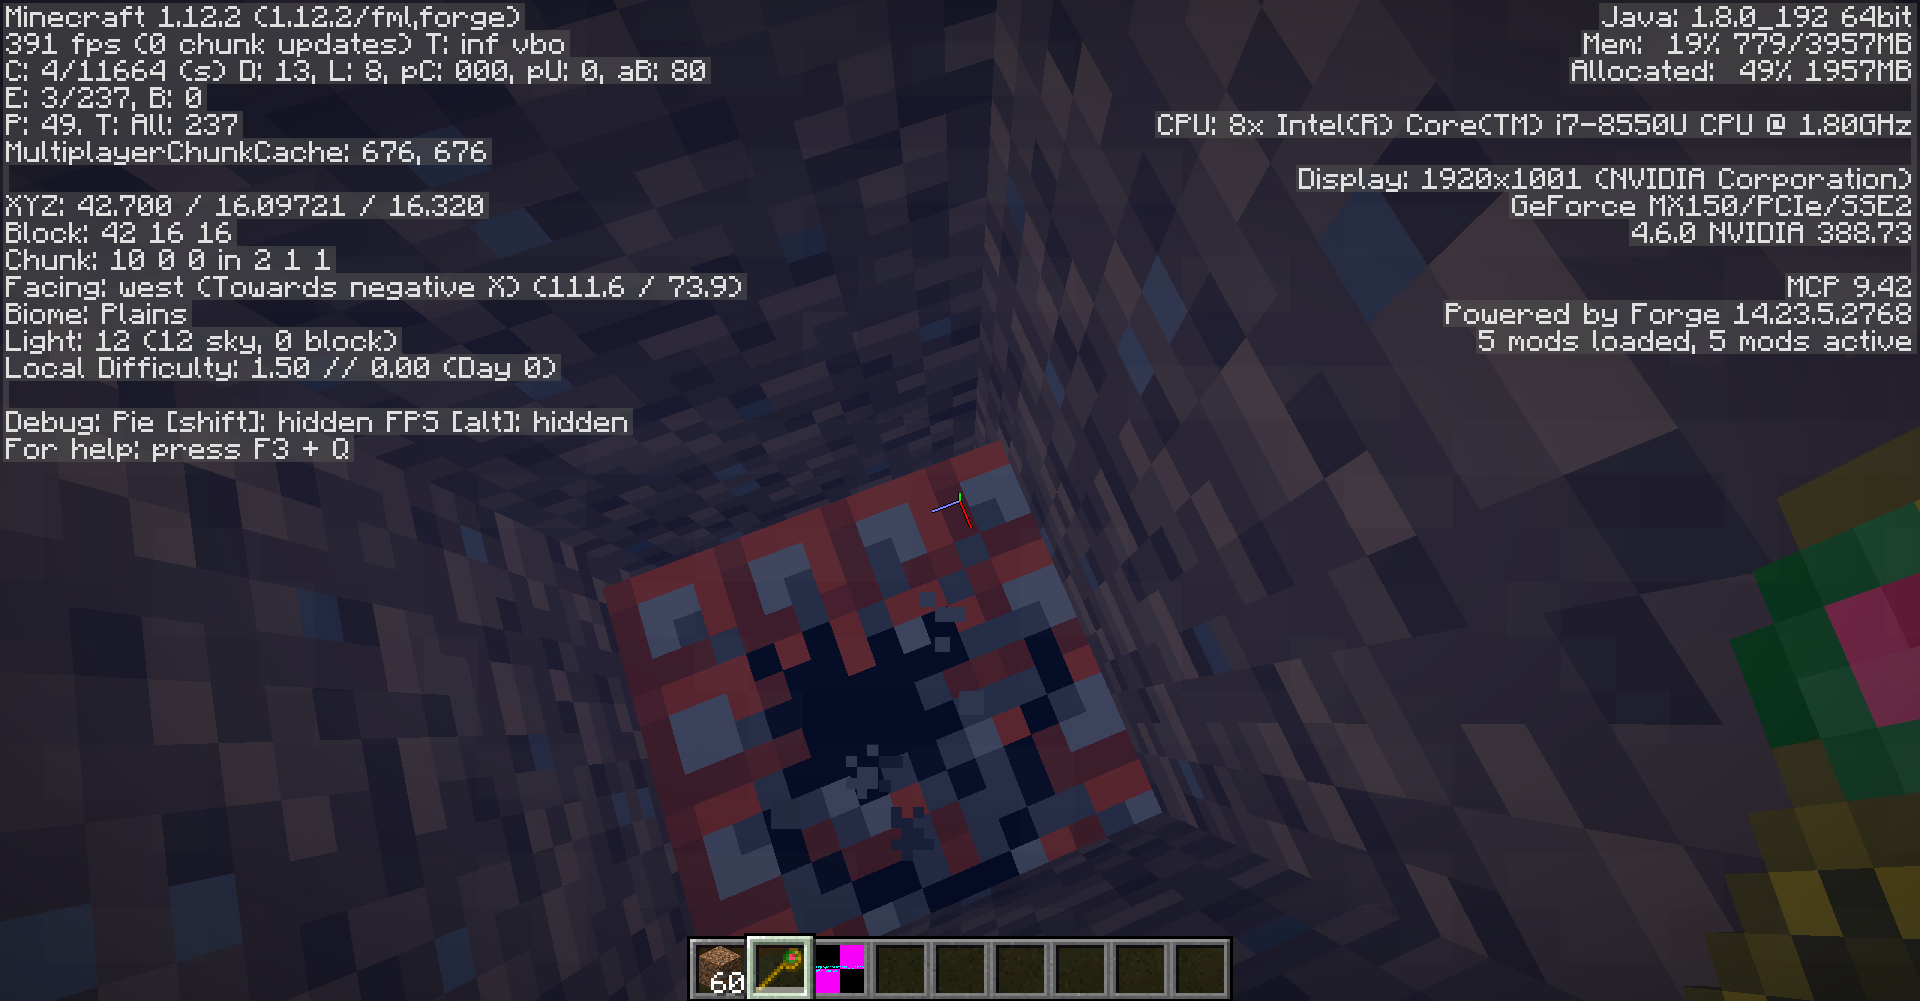 Minecraft 1.12.2 (1.12.2/fml,forge)
391 fps (0 chunk updates) T: inf vbo
C: 4/11664 (s) D: 13, L: 8, pC: 000, pU: 0, aB: 80
E: 3/237, B: 0
P: 49. T: All: 237
MultiplayerChunkCache: 676, 676
XYZ: 42.700 / 16.09721 / 16.320
Block: 42 16 16
Chunk: 10 0 0 in 2 1 1
Facing: west (Towards negative X) (111.6 / 73.9)
Biome: Plains
Light: 12 (12 sky, 0 block)
Local Difficulty: 1.50 // 0.00 (Day 0)
Debug: Pie [shift]: hidden FPS [alt]: hidden
For help: press F3 + Q
Java: 1.8.0_192 64bit
Mem: 19% 779/3957MB
Allocated: 49% 1957MB
CPU: 8x Intel(R) Core(TM) i7-8550U CPU @ 1.80GHz
Display: 1920x1001 (NVIDIA Corporation)
GeForce MX150/PCIe/SSE2
4.6.0 NVIDIA 388.73
MCP 9.42
Powered by Forge 14.23.5.2768
5 mods loaded, 5 mods active
60